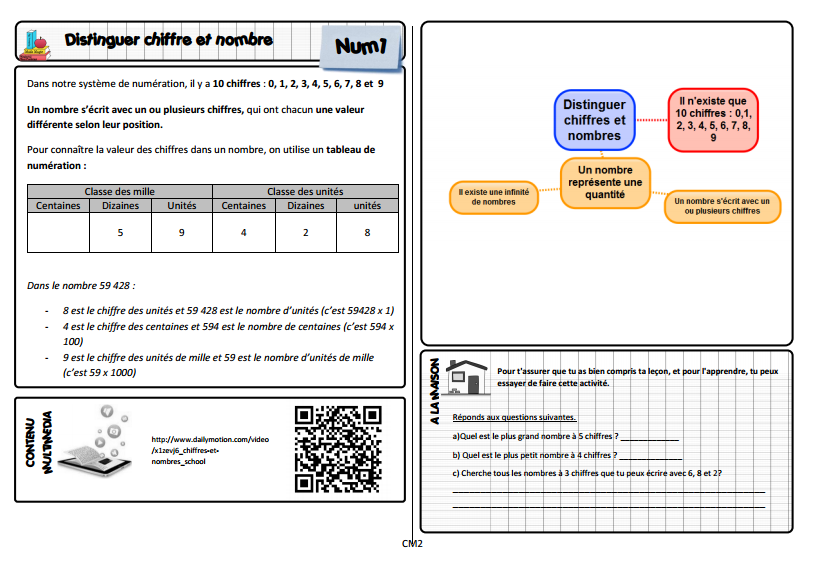 Distinguer chiffre et nombre
Num1
Dans notre système de numération, il y a 10 chiffres : 0, 1, 2, 3, 4, 5, 6, 7, 8 et 9
Un nombre s'écrit avec un ou plusieurs chiffres, qui ont chacun une valeur
différente selon leur position.
Pour connaître la valeur des chiffres dans un nombre, on utilise un tableau de
numération :
Classe des mille Classe des unités
Centaines Dizaines Unités Centaines Dizaines unités
5 9 4 2 8
Dans le nombre 59 428 :
- 8 est le chiffre des unités et 59 428 est le nombre d'unités (c'est 59428 x 1)
- 4 est le chiffre des centaines et 594 est le nombre de centaines (c'est 594 x
100)
- 9 est le chiffre des unités de mille et 59 est le nombre d'unités de mille
(c'est 59 x 1000)
CONTENU
MULTIMEDIA
http://www.dailymotion.com/video
/x1zevj6_chiffres-et-
nombres_school
Distinguer
chiffres et
nombres
Il n'existe que
10 chiffres : 0,1,
2, 3, 4, 5, 6, 7, 8,
9
Un nombre
représente une
quantité
Il existe une infinité
de nombres
Un nombre s'écrit avec un
ou plusieurs chiffres
A LA MAISON
Pour t'assurer que tu as bien compris ta leçon, et pour l'apprendre, tu peux
essayer de faire cette activité.
Réponds aux questions suivantes.
a)Quel est le plus grand nombre à 5 chiffres ? ____________
b) Quel est le plus petit nombre à 4 chiffres ? ____________
c) Cherche tous les nombres à 3 chiffres que tu peux écrire avec 6, 8 et 2?
CM2